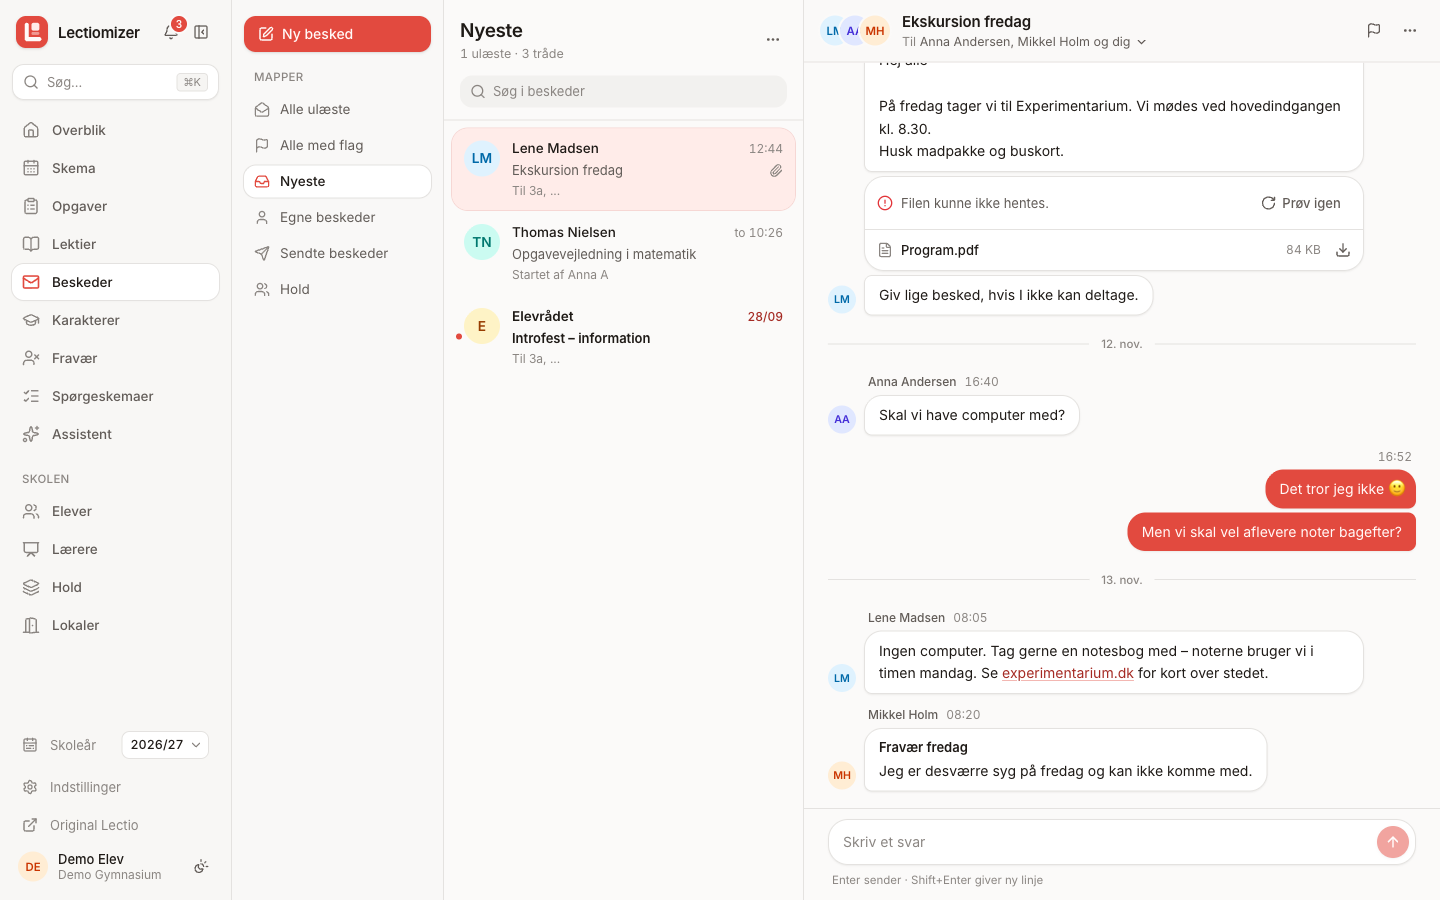 Lectiomizer
3
Søg...
⌘K
Overblik
Skema
Opgaver
Lektier
Beskeder
Karakterer
Fravær
Spørgeskemaer
Assistent
SKOLEN
Elever
Lærere
Hold
Lokaler
Skoleår
2026/27
Indstillinger
Original Lectio
DE
Demo Elev
Demo Gymnasium
Ny besked
MAPPER
Alle ulæste
Alle med flag
Nyeste
Egne beskeder
Sendte beskeder
Hold
Nyeste
1 ulæste · 3 tråde
Søg i beskeder
LM
Lene Madsen
12:44
Ekskursion fredag
Til 3a, ...
TN
Thomas Nielsen
to 10:26
Opgavevejledning i matematik
Startet af Anna A
E
Elevrådet
28/09
Introfest – information
Til 3a, ...
LM
AA
MH
Ekskursion fredag
Til Anna Andersen, Mikkel Holm og dig
Hej alle
På fredag tager vi til Experimentarium. Vi mødes ved hovedindgangen
kl. 8.30.
Husk madpakke og buskort.
Filen kunne ikke hentes.
Prøv igen
Program.pdf
84 KB
LM
Giv lige besked, hvis I ikke kan deltage.
12. nov.
Anna Andersen 16:40
AA
Skal vi have computer med?
16:52
Det tror jeg ikke 🙂
Men vi skal vel aflevere noter bagefter?
13. nov.
Lene Madsen 08:05
Ingen computer. Tag gerne en notesbog med – noterne bruger vi i
timen mandag. Se experimentarium.dk for kort over stedet.
LM
Mikkel Holm 08:20
Fravær fredag
Jeg er desværre syg på fredag og kan ikke komme med.
MH
Skriv et svar
Enter sender · Shift+Enter giver ny linje